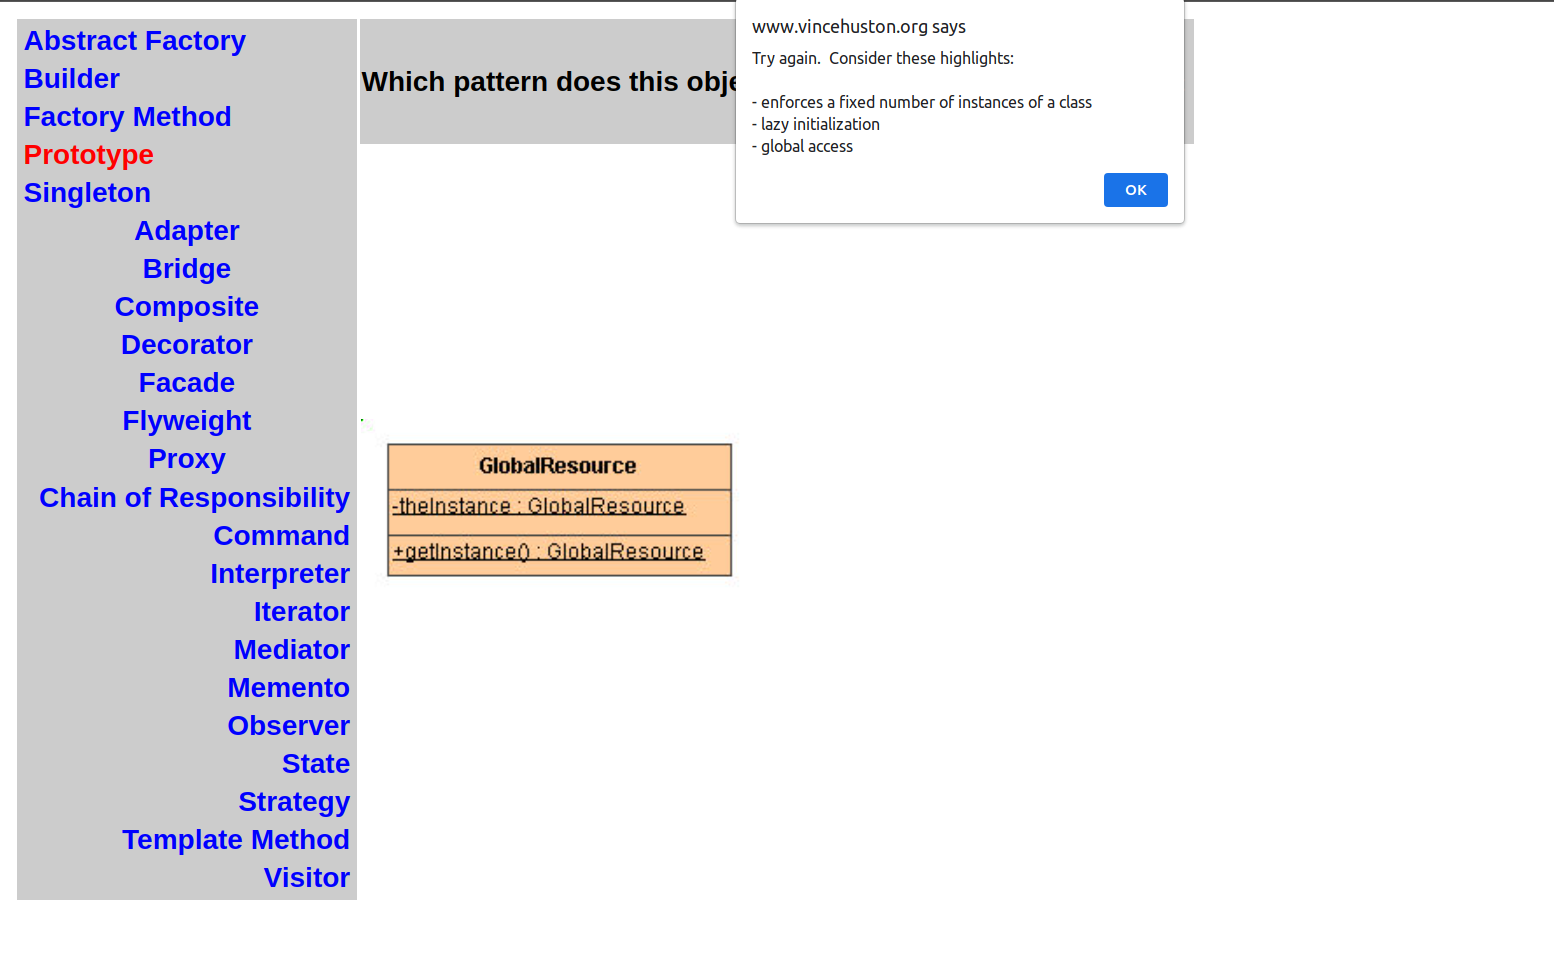 Abstract Factory
Builder
Factory Method
Prototype
Singleton
Adapter
Bridge
Composite
Decorator
Facade
Flyweight
Proxy
Chain of Responsibility
Command
Interpreter
Iterator
Mediator
Memento
Observer
State
Strategy
Template Method
Visitor
Which pattern does this obje
www.vincehuston.org says
Try again.  Consider these highlights:
- enforces a fixed number of instances of a class
- lazy initialization
- global access
OK
GlobalResource
-theInstance : GlobalResource
+getInstance() : GlobalResource